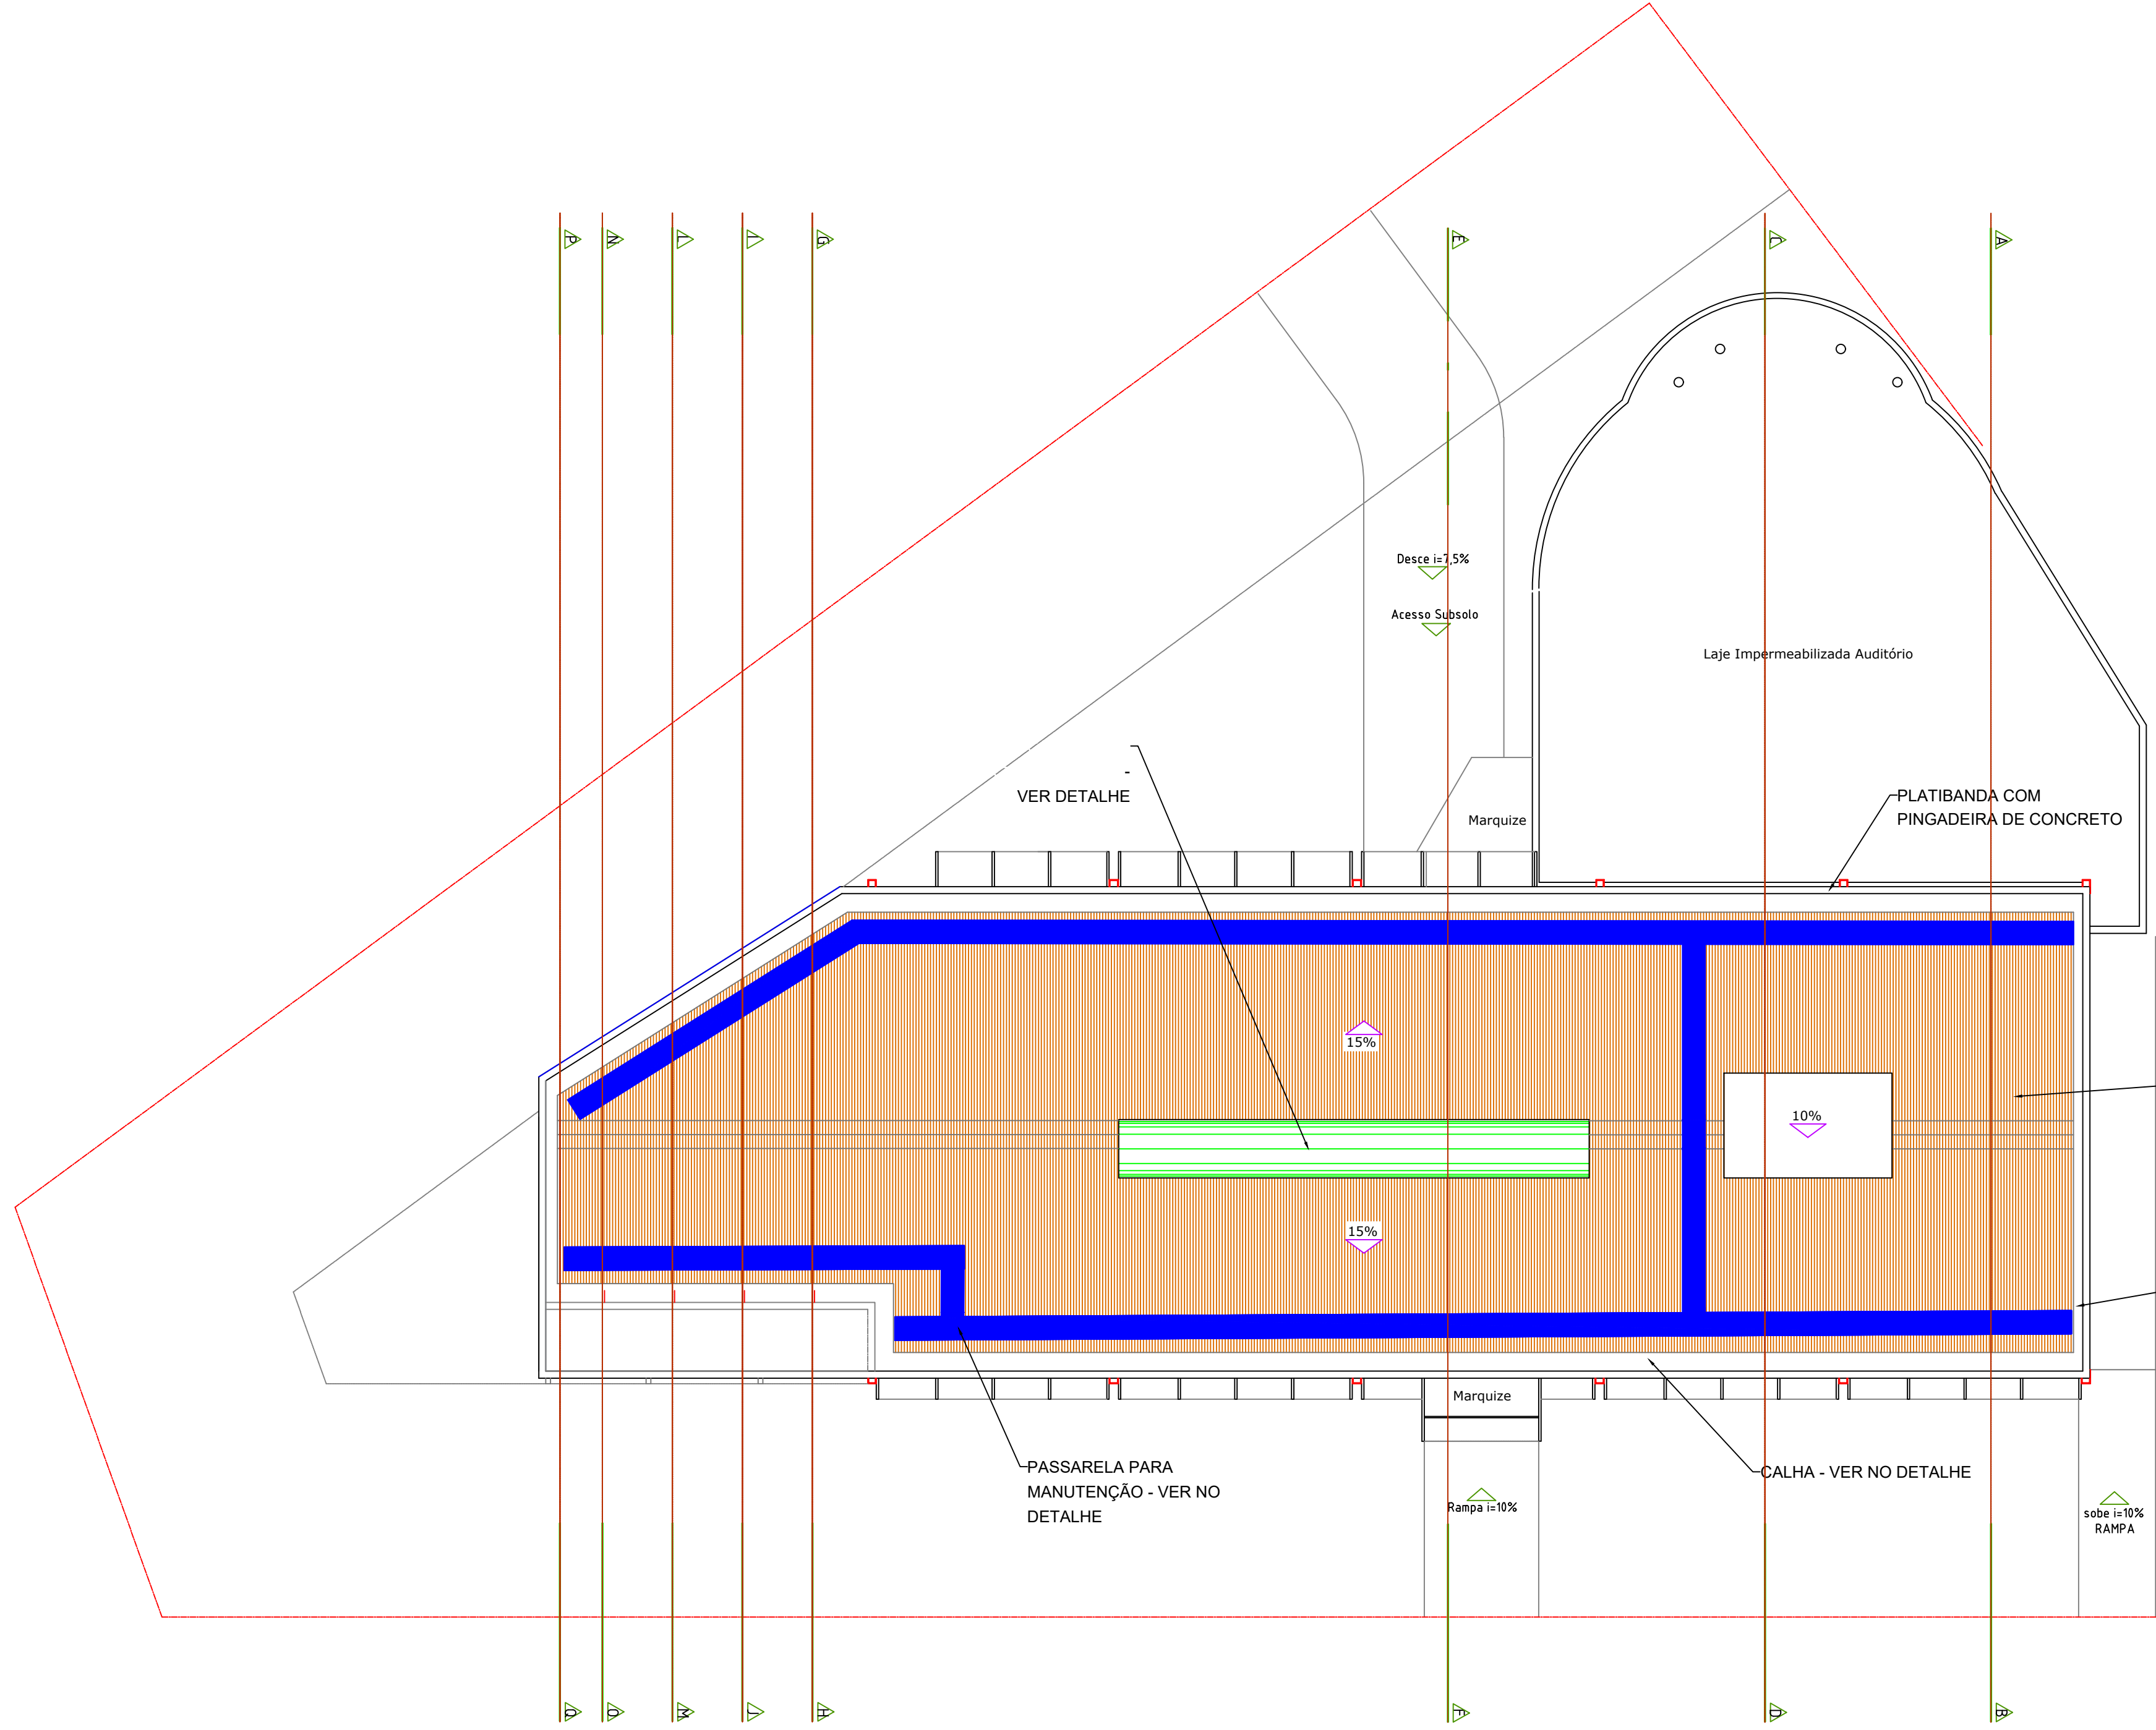 P
N
L
I
G
E
C
A
Desce i=7,5%
Acesso Subsolo
Laje Impermeabilizada Auditório
-
VER DETALHE
PLATIBANDA COM
PINGADEIRA DE CONCRETO
Marquize
15%
10%
15%
Marquize
PASSARELA PARA
MANUTENÇÃO - VER NO
DETALHE
CALHA - VER NO DETALHE
Rampa i=10%
sobe i=10%
RAMPA
Q
O
M
J
H
F
D
B